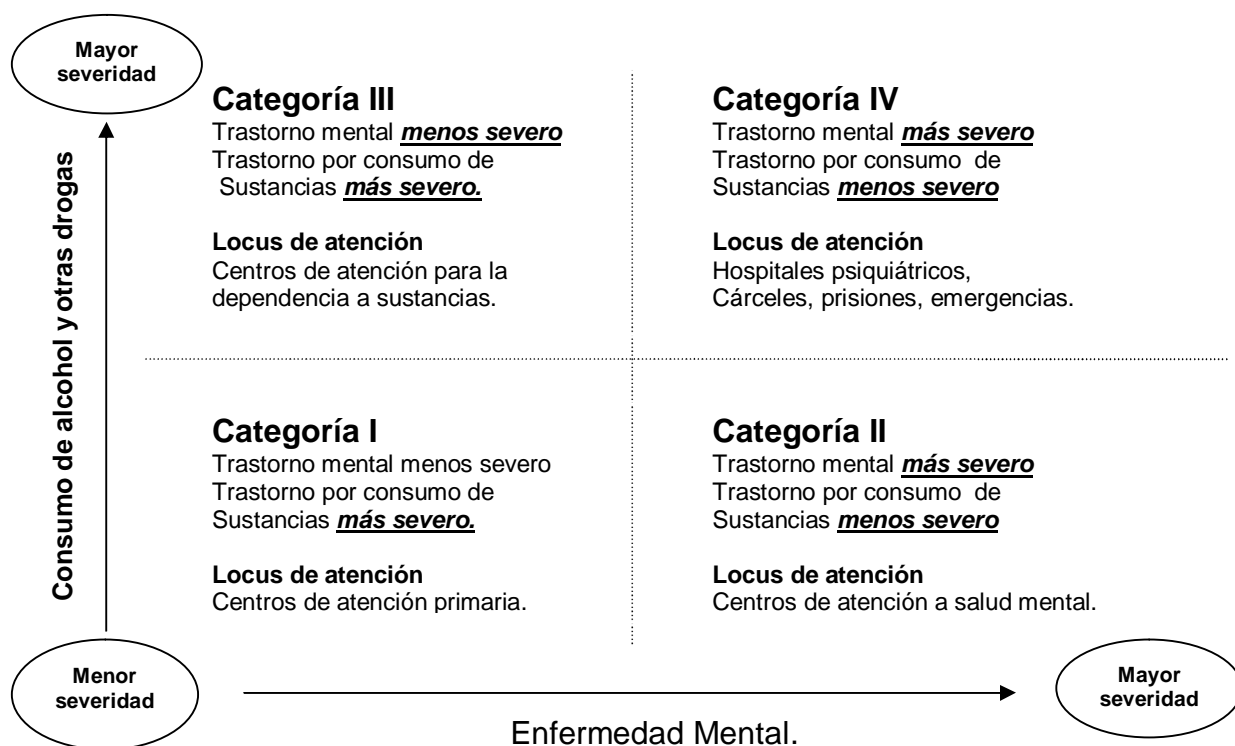 Mayor
severidad
Consumo de alcohol y otras drogas
Categoría III
Trastorno mental menos severo
Trastorno por consumo de
Sustancias más severo.
Locus de atención
Centros de atención para la
dependencia a sustancias.
Categoría IV
Trastorno mental más severo
Trastorno por consumo de
Sustancias menos severo
Locus de atención
Hospitales psiquiátricos,
Cárceles, prisiones, emergencias.
Categoría I
Trastorno mental menos severo
Trastorno por consumo de
Sustancias más severo.
Locus de atención
Centros de atención primaria.
Categoría II
Trastorno mental más severo
Trastorno por consumo de
Sustancias menos severo
Locus de atención
Centros de atención a salud mental.
Menor
severidad
Enfermedad Mental.
Mayor
severidad